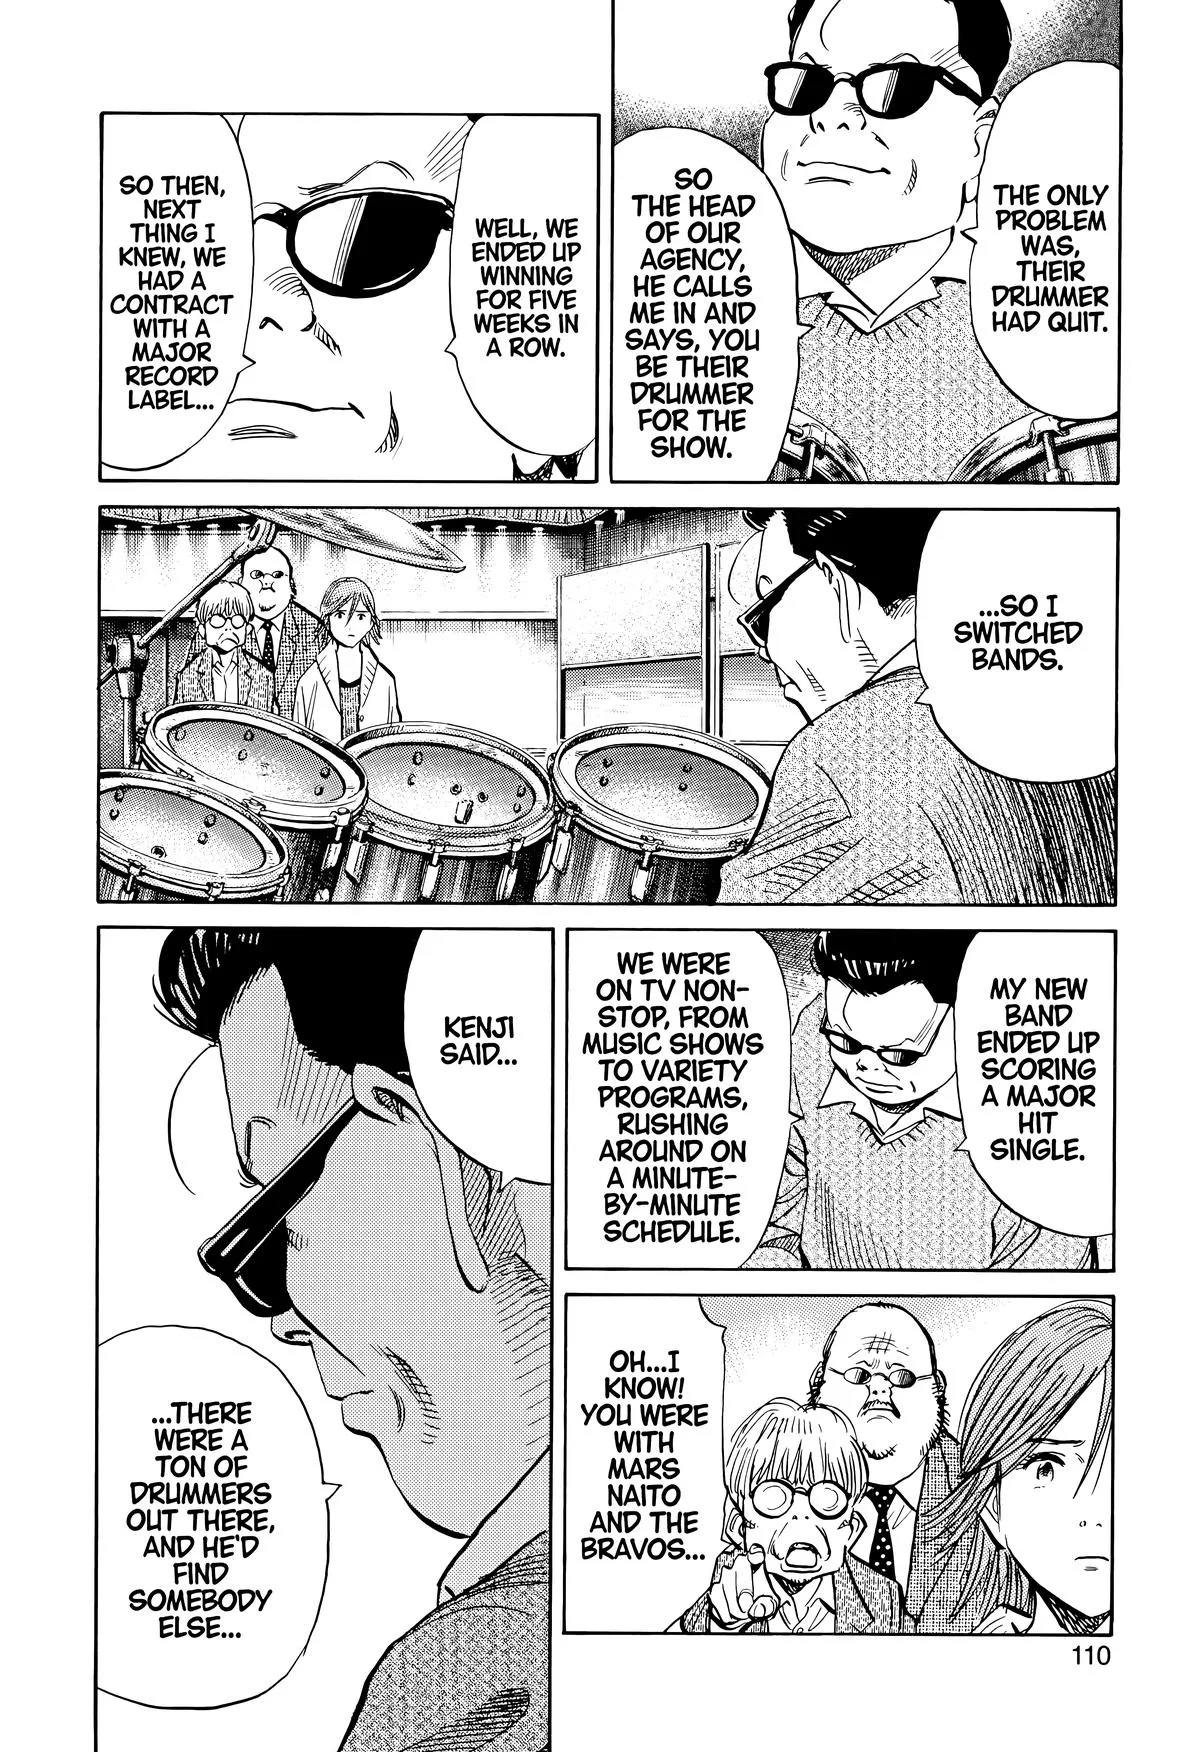 THE ONLY
PROBLEM
WAS,
THEIR
DRUMMER
HAD QUIT.
SO
THE HEAD
OF OUR
AGENCY,
HE CALLS
ME IN AND
SAYS, YOU
BE THEIR
DRUMMER
FOR THE
SHOW.
WELL, WE
ENDED UP
WINNING
FOR FIVE
WEEKS IN
A ROW.
SO THEN,
NEXT
THING I
KNEW, WE
HAD A
CONTRACT
WITH A
MAJOR
RECORD
LABEL...
...SO I
SWITCHED
BANDS.
MY NEW
BAND
ENDED UP
SCORING
A MAJOR
HIT
SINGLE.
WE WERE
ON TV NON-
STOP, FROM
MUSIC SHOWS
TO VARIETY
PROGRAMS,
RUSHING
AROUND ON
A MINUTE-
BY-MINUTE
SCHEDULE.
OH...I
KNOW!
YOU WERE
WITH
MARS
NAITO
AND THE
BRAVOS...
KENJI
SAID...
...THERE
WERE A
TON OF
DRUMMERS
OUT THERE,
AND HE'D
FIND
SOMEBODY
ELSE...
110